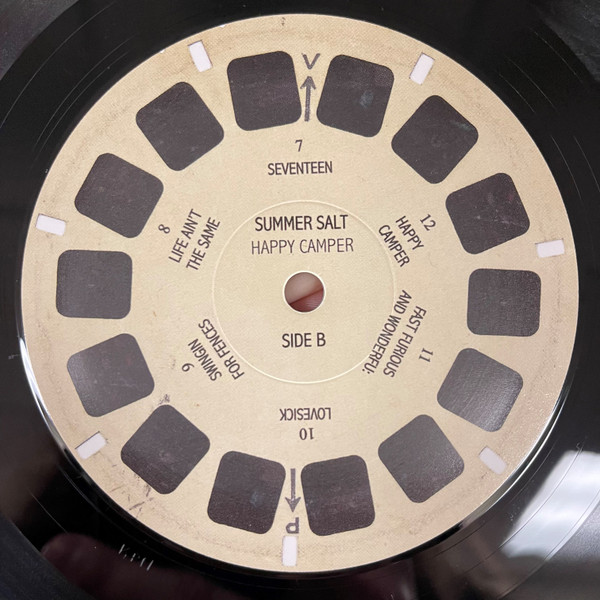 V
7
SEVENTEEN
SUMMER SALT
HAPPY CAMPER
SIDE B
8
LIFE AIN'T
THE SAME
9
SWINGIN
FOR FENCES
10
LOVESICK
11
FAST FURIOUS
AND WONDERFU:
12
HAPPY
CAMPER
P